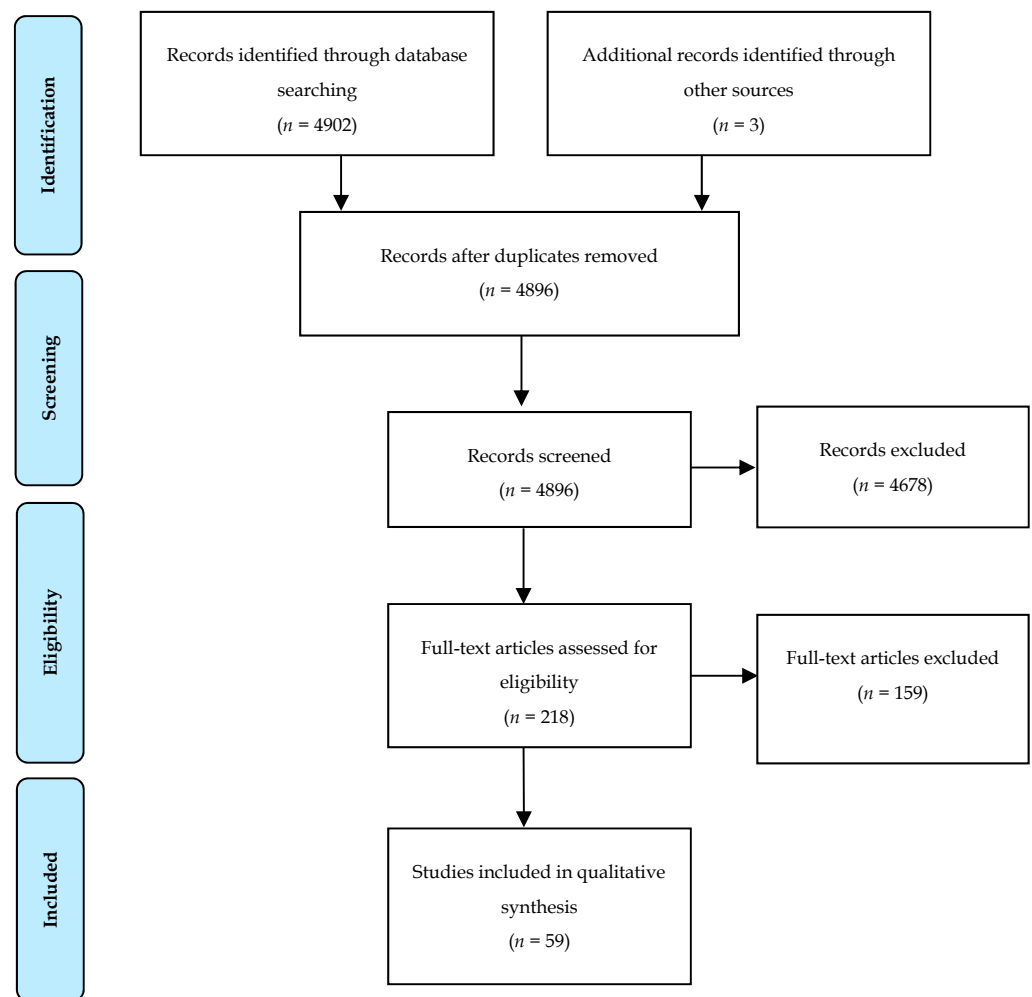 Identification
Records identified through database
searching
(n = 4902)
Additional records identified through
other sources
(n = 3)
Records after duplicates removed
(n = 4896)
Screening
Records screened
(n = 4896)
Records excluded
(n = 4678)
Eligibility
Full-text articles assessed for
eligibility
(n = 218)
Full-text articles excluded
(n = 159)
Included
Studies included in qualitative
synthesis
(n = 59)